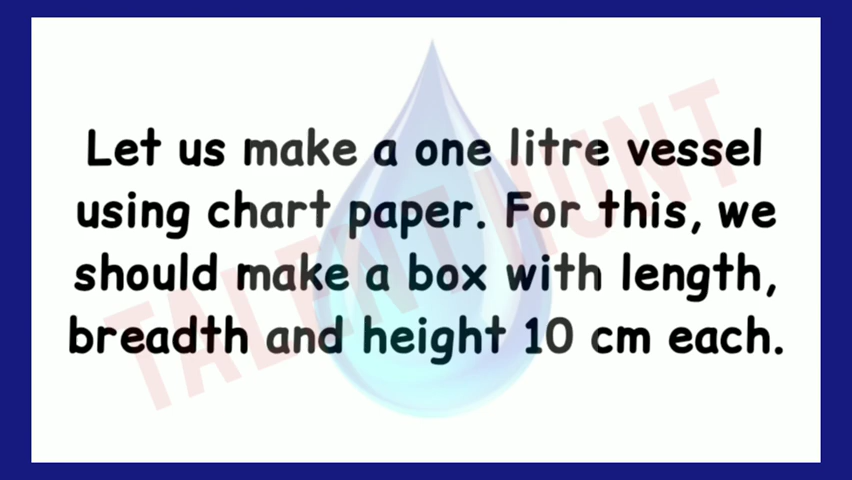 Let us make a one litre vessel
using chart paper. For this, we
should make a box with length,
breadth and height 10 cm each.
TALENT HUNT